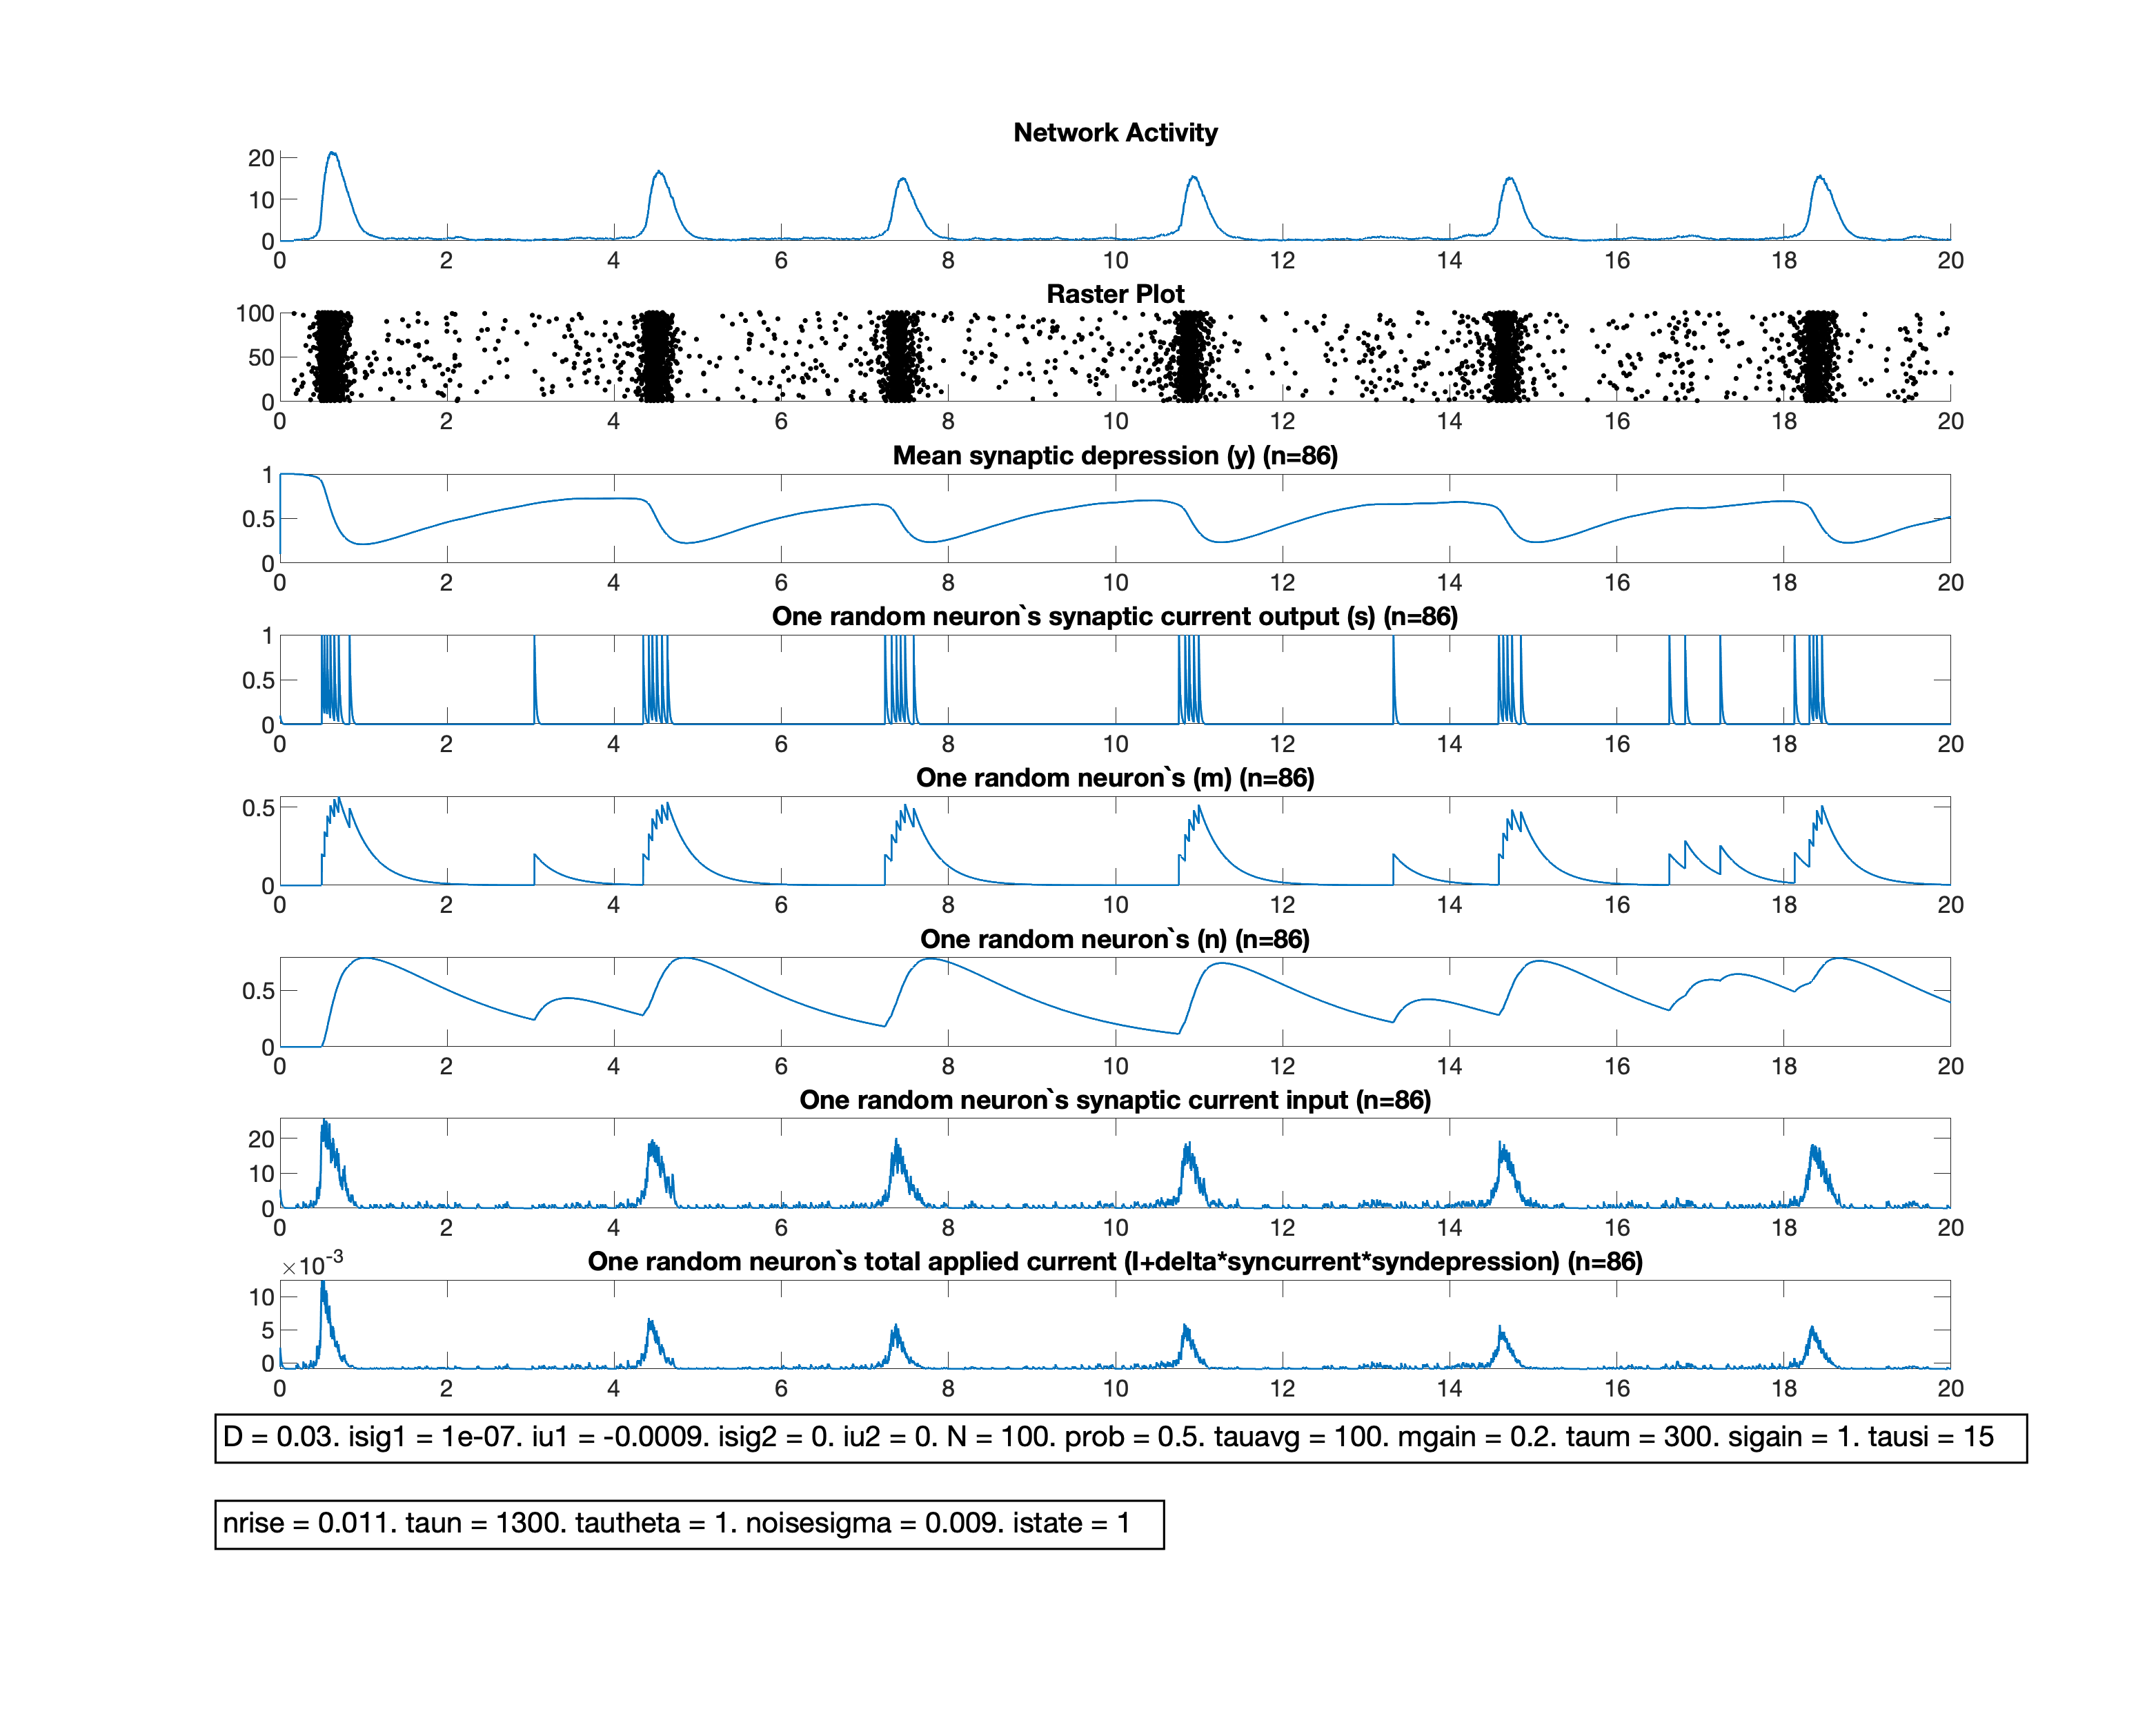 Network Activity
20
10
0
0 2 4 6 8 10 12 14 16 18 20
Raster Plot
100
50
0
0 2 4 6 8 10 12 14 16 18 20
Mean synaptic depression (y) (n=86)
1
0.5
0
0 2 4 6 8 10 12 14 16 18 20
One random neuron`s synaptic current output (s) (n=86)
1
0.5
0
0 2 4 6 8 10 12 14 16 18 20
One random neuron`s (m) (n=86)
0.5
0
0 2 4 6 8 10 12 14 16 18 20
One random neuron`s (n) (n=86)
0.5
0
0 2 4 6 8 10 12 14 16 18 20
One random neuron`s synaptic current input (n=86)
20
10
0
0 2 4 6 8 10 12 14 16 18 20
×10⁻³ One random neuron`s total applied current (I+delta*syncurrent*syndepression) (n=86)
10
5
0
0 2 4 6 8 10 12 14 16 18 20
D = 0.03. isig1 = 1e-07. iu1 = -0.0009. isig2 = 0. iu2 = 0. N = 100. prob = 0.5. tauavg = 100. mgain = 0.2. taum = 300. sigain = 1. tausi = 15
nrise = 0.011. taun = 1300. tautheta = 1. noisesigma = 0.009. istate = 1